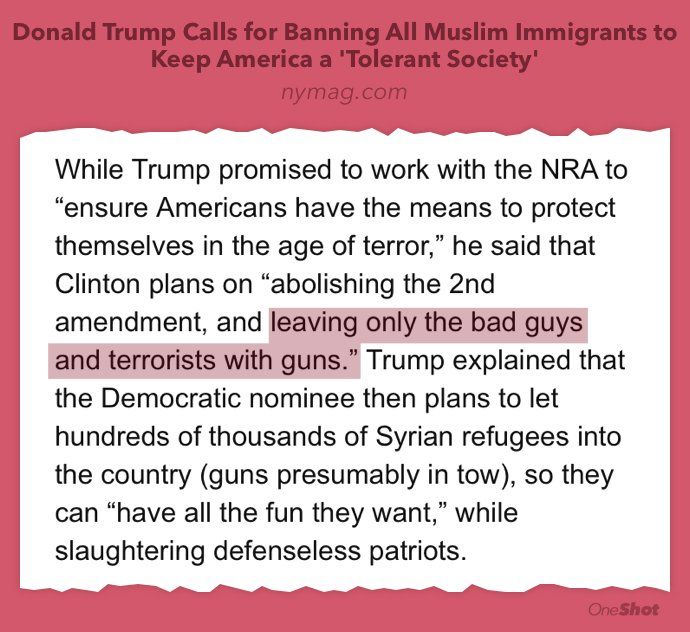 Donald Trump Calls for Banning All Muslim Immigrants to
Keep America a 'Tolerant Society'
nymag.com
While Trump promised to work with the NRA to
“ensure Americans have the means to protect
themselves in the age of terror,” he said that
Clinton plans on “abolishing the 2nd
amendment, and leaving only the bad guys
and terrorists with guns.” Trump explained that
the Democratic nominee then plans to let
hundreds of thousands of Syrian refugees into
the country (guns presumably in tow), so they
can “have all the fun they want,” while
slaughtering defenseless patriots.
OneShot